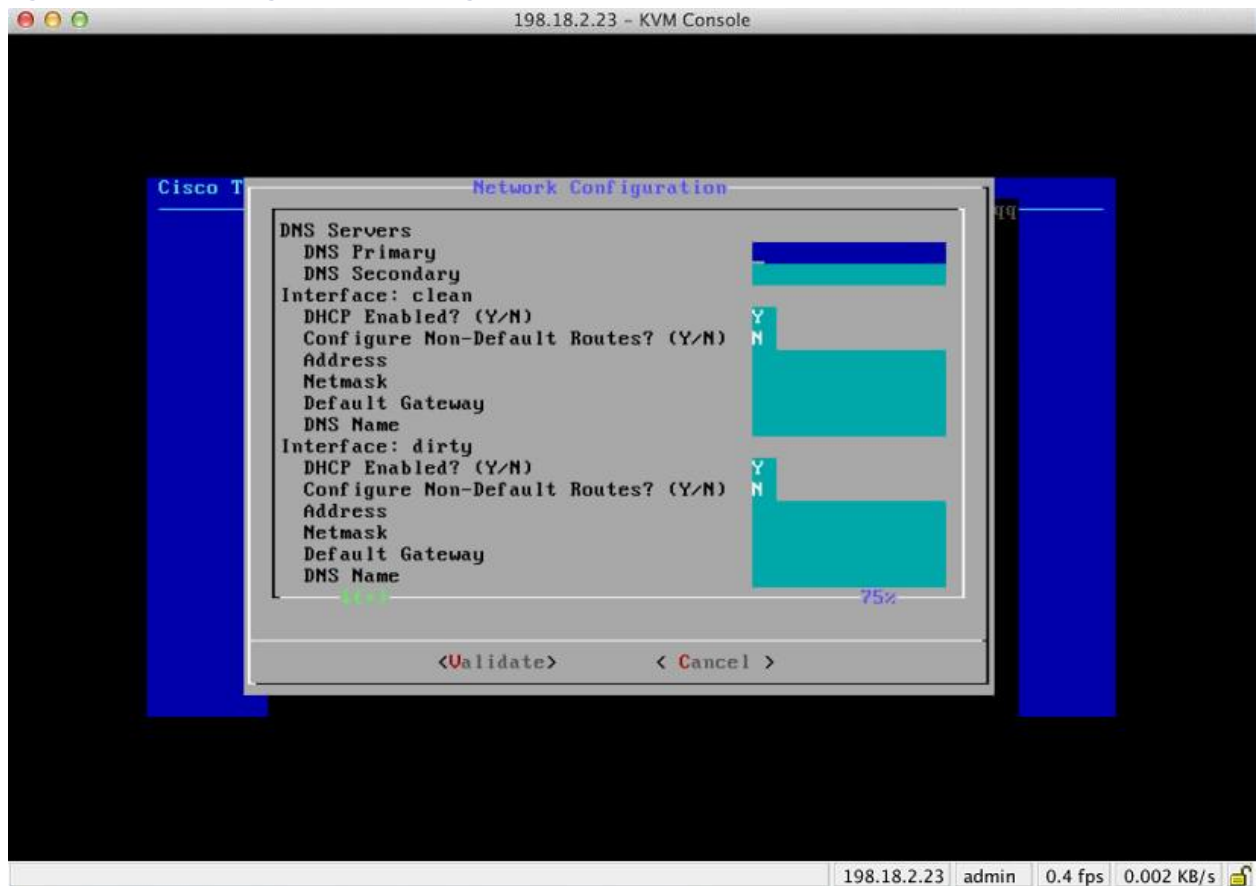 198.18.2.23 – KVM Console
Cisco T
Network Configuration
qq
DNS Servers
DNS Primary
DNS Secondary
Interface: clean
DHCP Enabled? (Y/N) Y
Configure Non-Default Routes? (Y/N) N
Address
Netmask
Default Gateway
DNS Name
Interface: dirty
DHCP Enabled? (Y/N) Y
Configure Non-Default Routes? (Y/N) N
Address
Netmask
Default Gateway
DNS Name
75%
<Validate> < Cancel >
198.18.2.23 admin 0.4 fps 0.002 KB/s